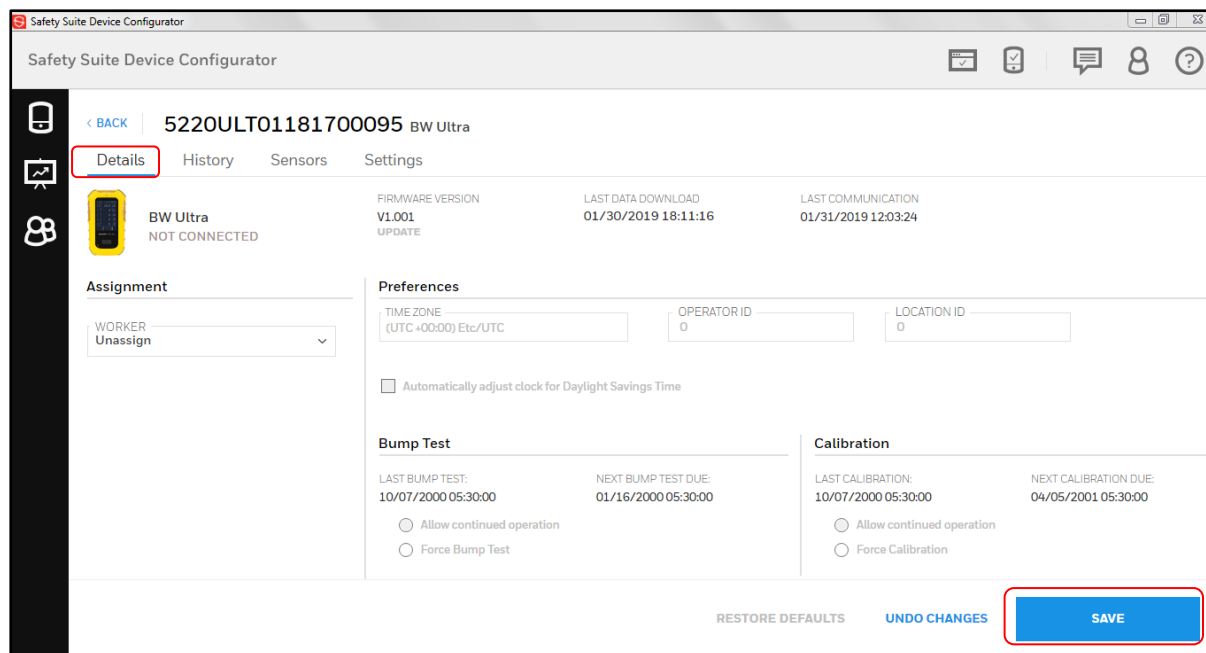 Safety Suite Device Configurator
Safety Suite Device Configurator
< BACK 5220ULT01181700095 BW Ultra
Details History Sensors Settings
BW Ultra
NOT CONNECTED
FIRMWARE VERSION
V1.001
UPDATE
LAST DATA DOWNLOAD
01/30/2019 18:11:16
LAST COMMUNICATION
01/31/2019 12:03:24
Assignment
WORKER
Unassign
Preferences
TIME ZONE
(UTC +00:00) Etc/UTC
OPERATOR ID
0
LOCATION ID
0
Automatically adjust clock for Daylight Savings Time
Bump Test
LAST BUMP TEST:
10/07/2000 05:30:00
NEXT BUMP TEST DUE:
01/16/2000 05:30:00
Allow continued operation
Force Bump Test
Calibration
LAST CALIBRATION:
10/07/2000 05:30:00
NEXT CALIBRATION DUE:
04/05/2001 05:30:00
Allow continued operation
Force Calibration
RESTORE DEFAULTS UNDO CHANGES SAVE